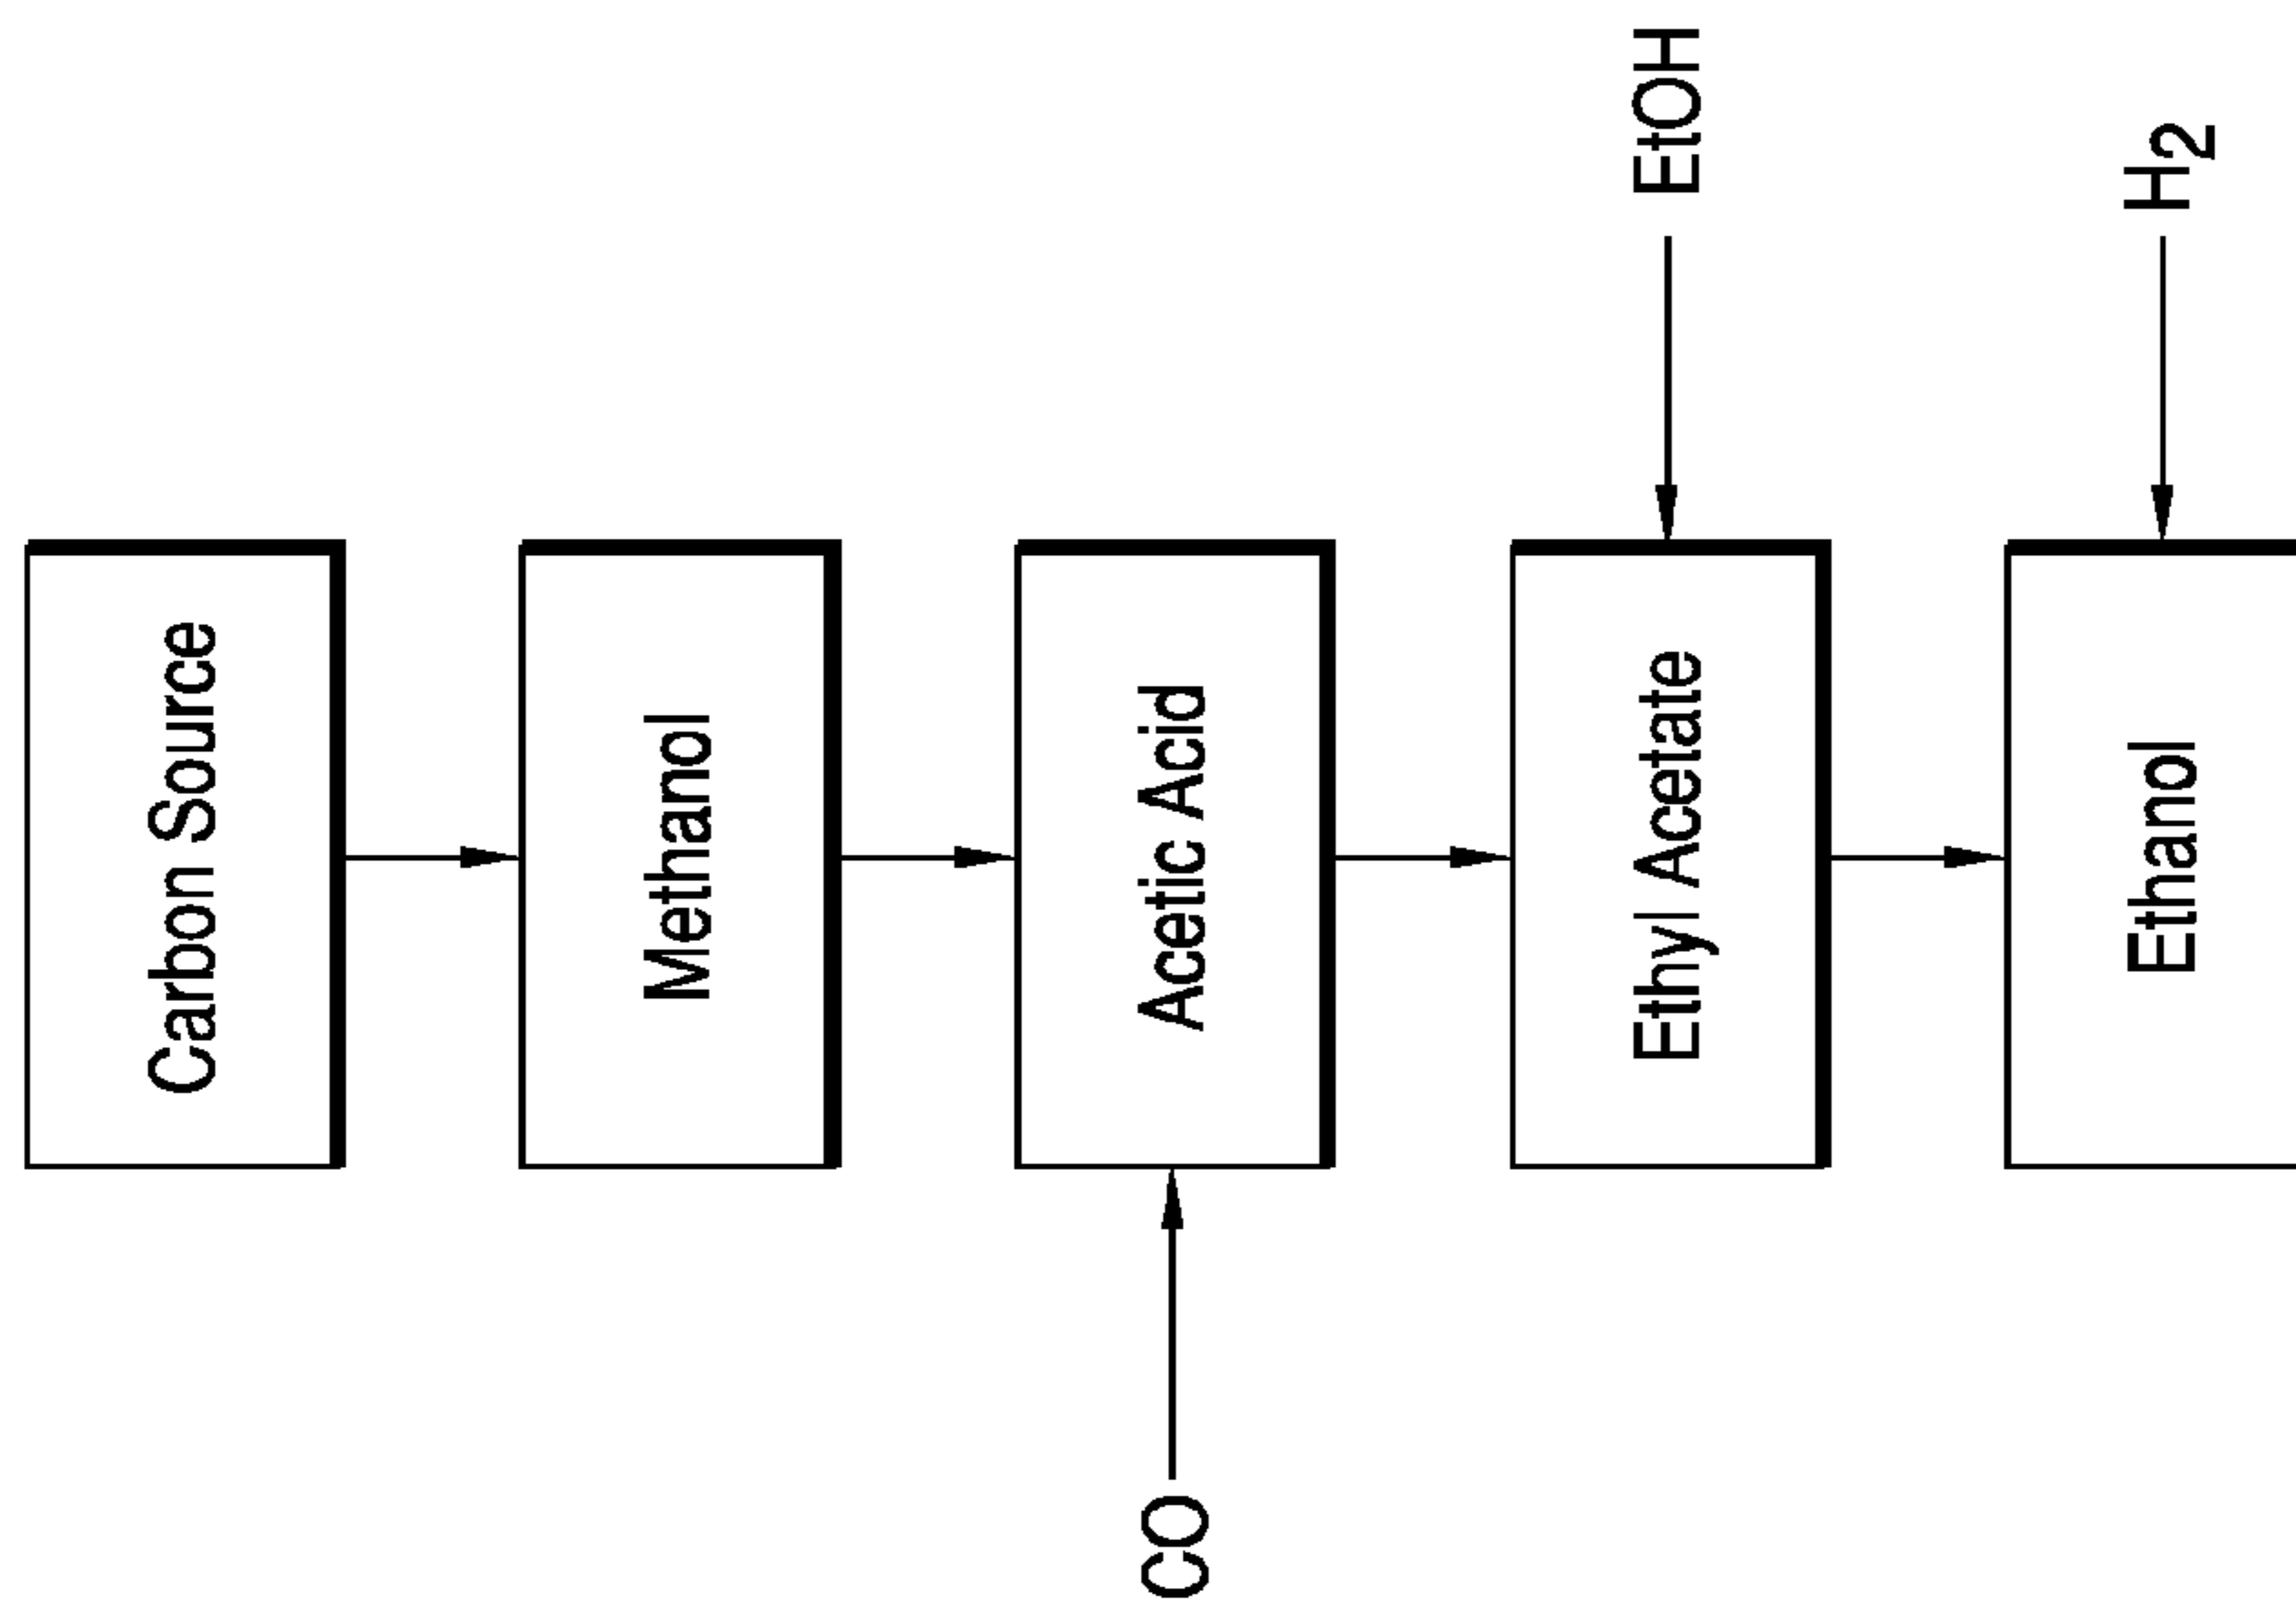 Carbon Source
Methanol
CO
Acetic Acid
Ethyl Acetate
EtOH
Ethanol
H2